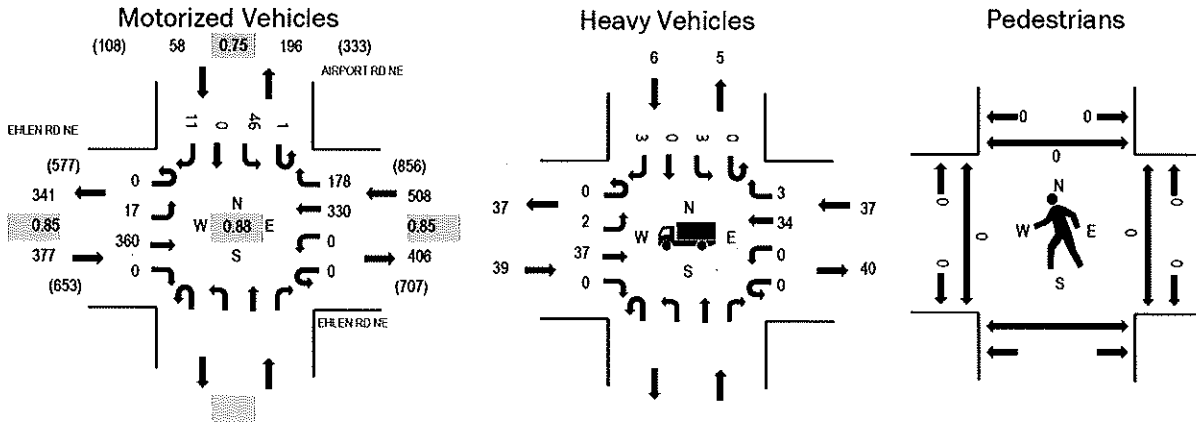 Motorized Vehicles
(108) 58 0.75 196 (333)
AIRPORT RD NE
EHLEN RD NE
11 0 46 1
(577) (856)
341 0 178 508
17 330
N
0.85 W 0.88 E 0.85
360 0
377 S 406
0 0
(653) (707)
EHLEN RD NE
Heavy Vehicles
6 5
3 0 3 0
0 3
37 37
2 N 34
W E
37 0
39 S 40
0 0
Pedestrians
0 0
0
N
0 0
W E
0 0
0 0
S